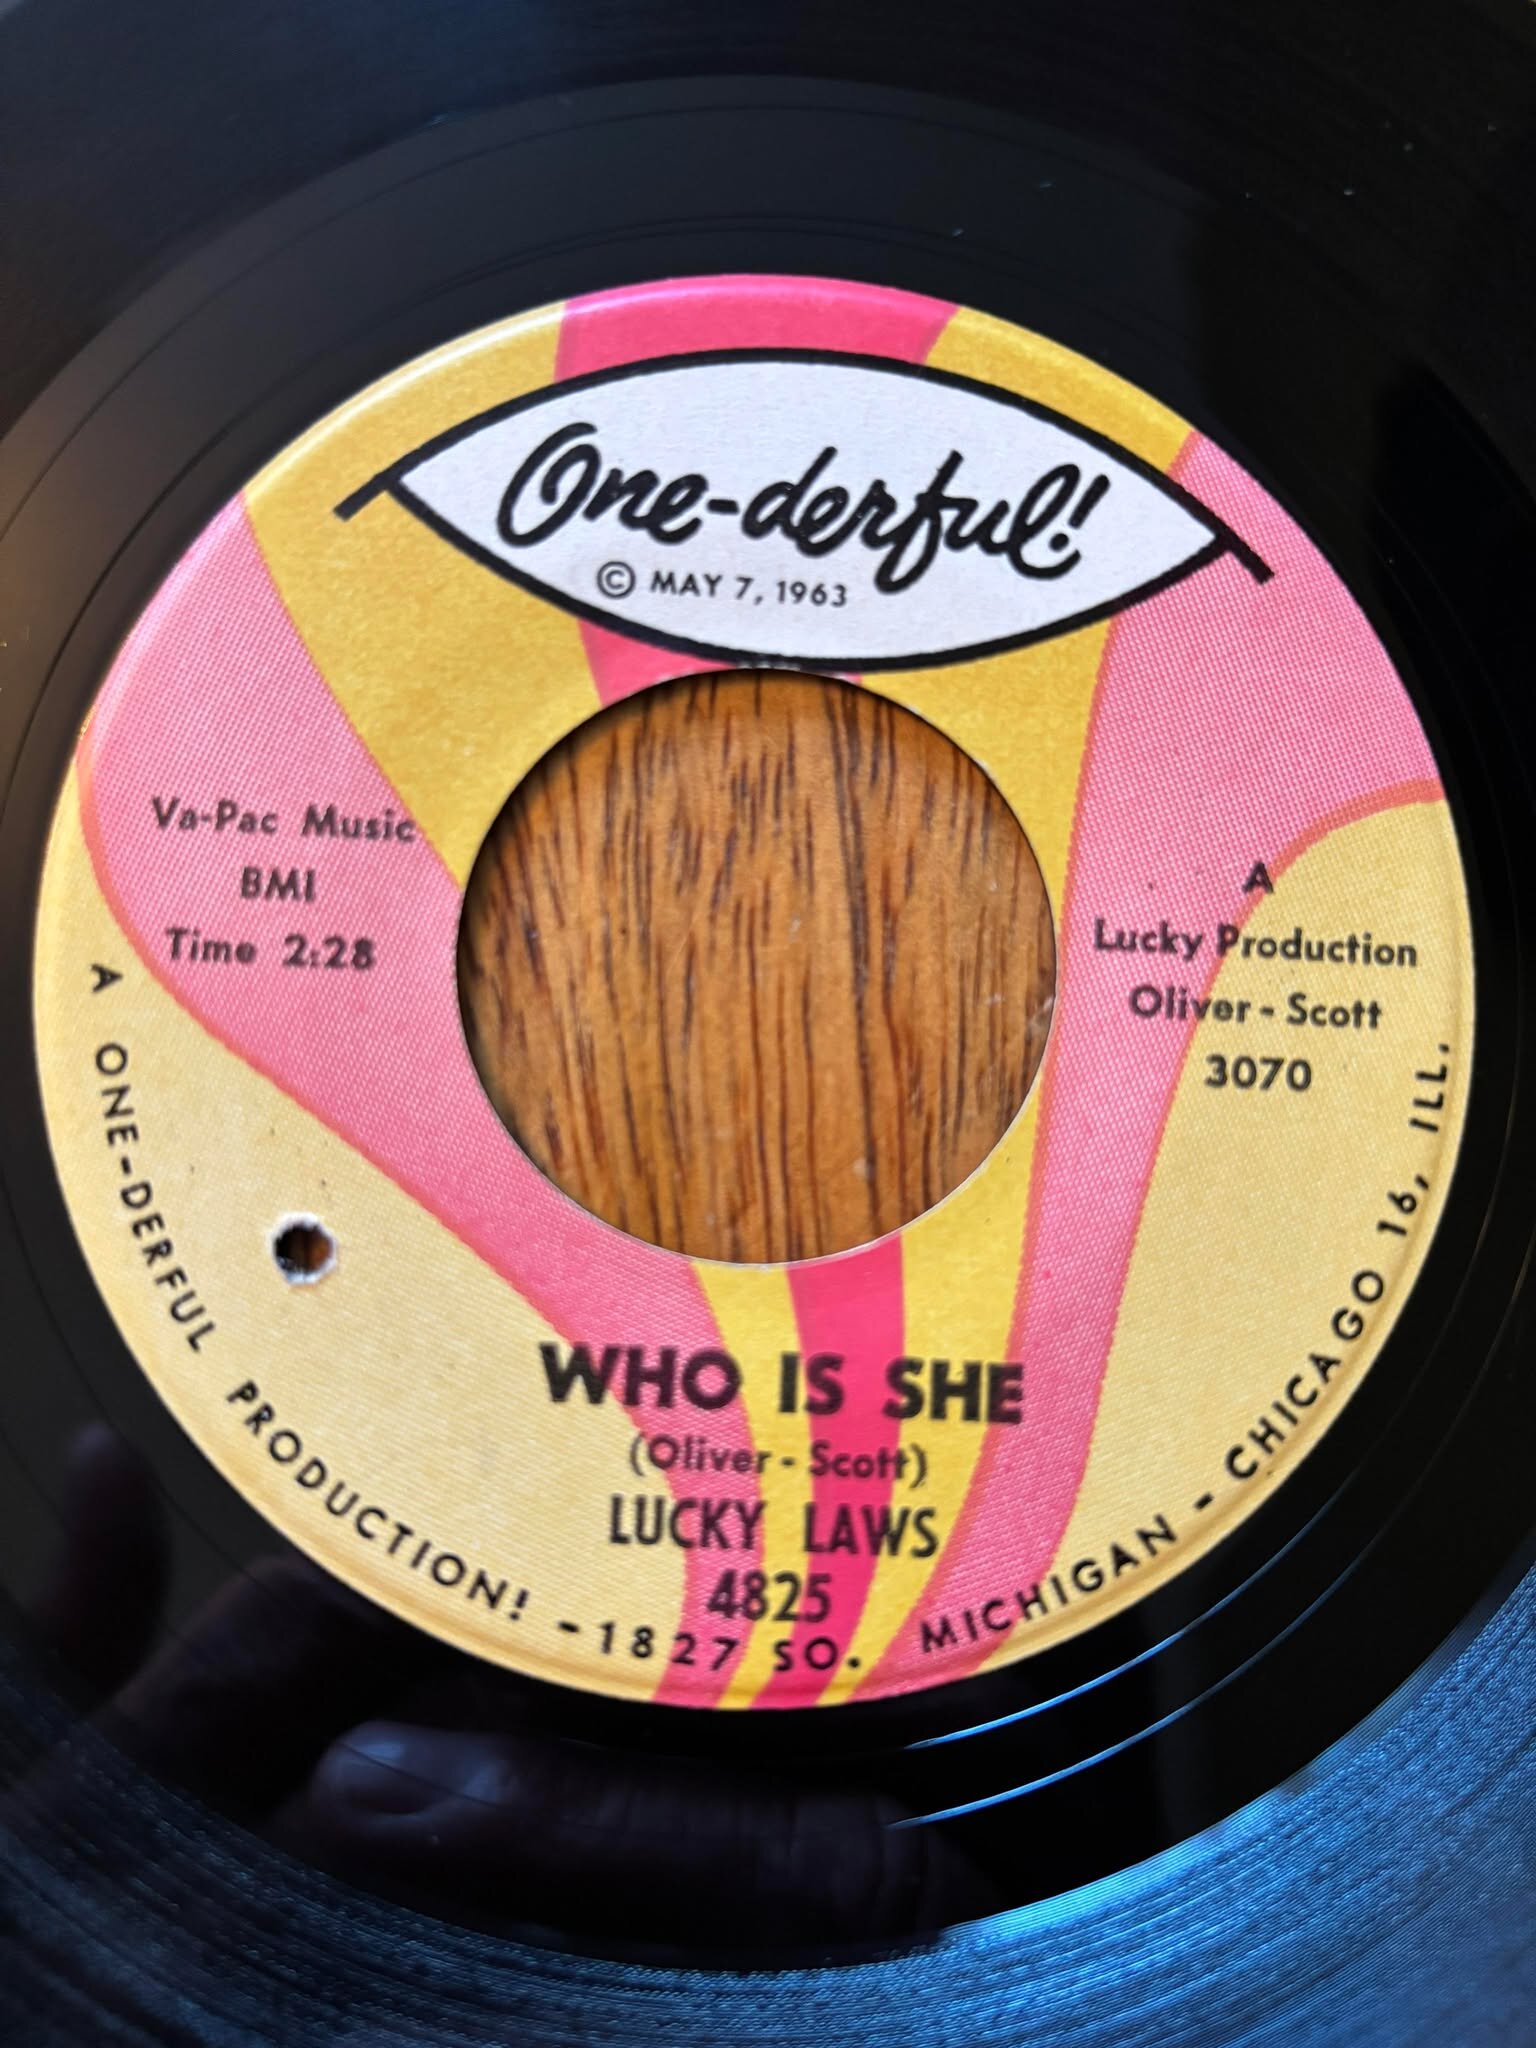 One-derful!
© MAY 7, 1963
Va-Pac Music
BMI
Time 2:28
A
Lucky Production
Oliver - Scott
3070
WHO IS SHE
(Oliver - Scott)
LUCKY LAWS
4825
A ONE-DERFUL PRODUCTION! - 1827 SO. MICHIGAN - CHICAGO 16, ILL.